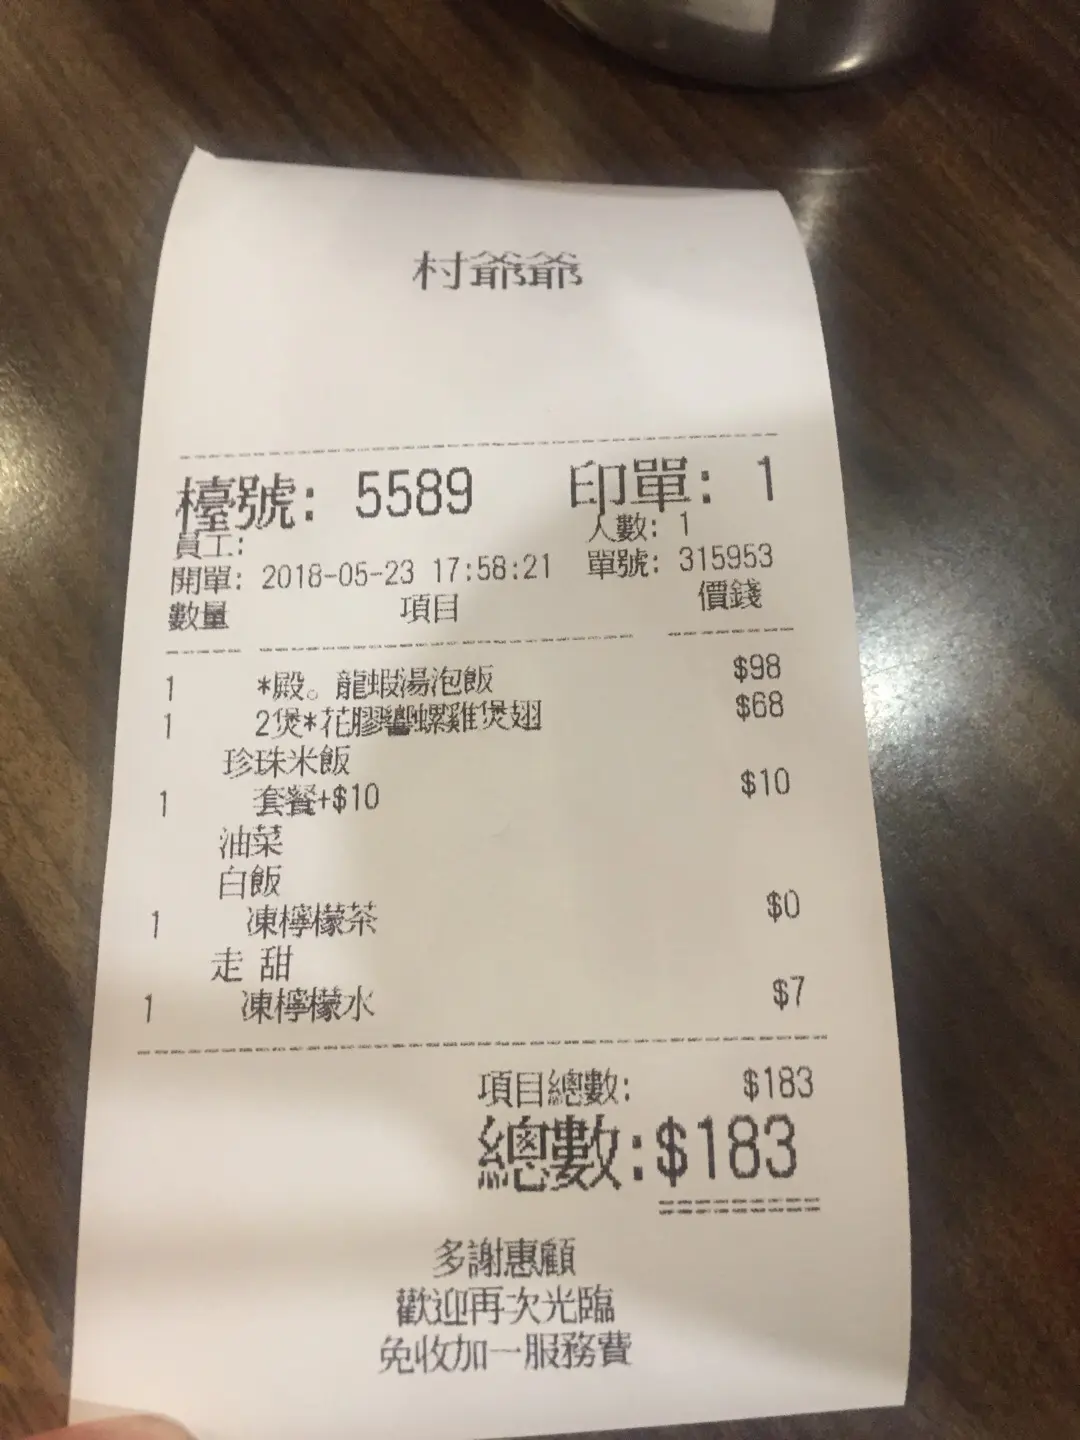 村爺爺
檯號: 5589 印單: 1
員工: 人數: 1
開單: 2018-05-23 17:58:21 單號: 315953
數量 項目 價錢
1 *殿。龍蝦湯泡飯 $98
1 2煲*花膠響螺雞煲翅 $68
珍珠米飯
1 套餐+$10 $10
油菜
白飯
1 凍檸檬茶 $0
走 甜
1 凍檸檬水 $7
項目總數: $183
總數:$183
多謝惠顧
歡迎再次光臨
免收加一服務費